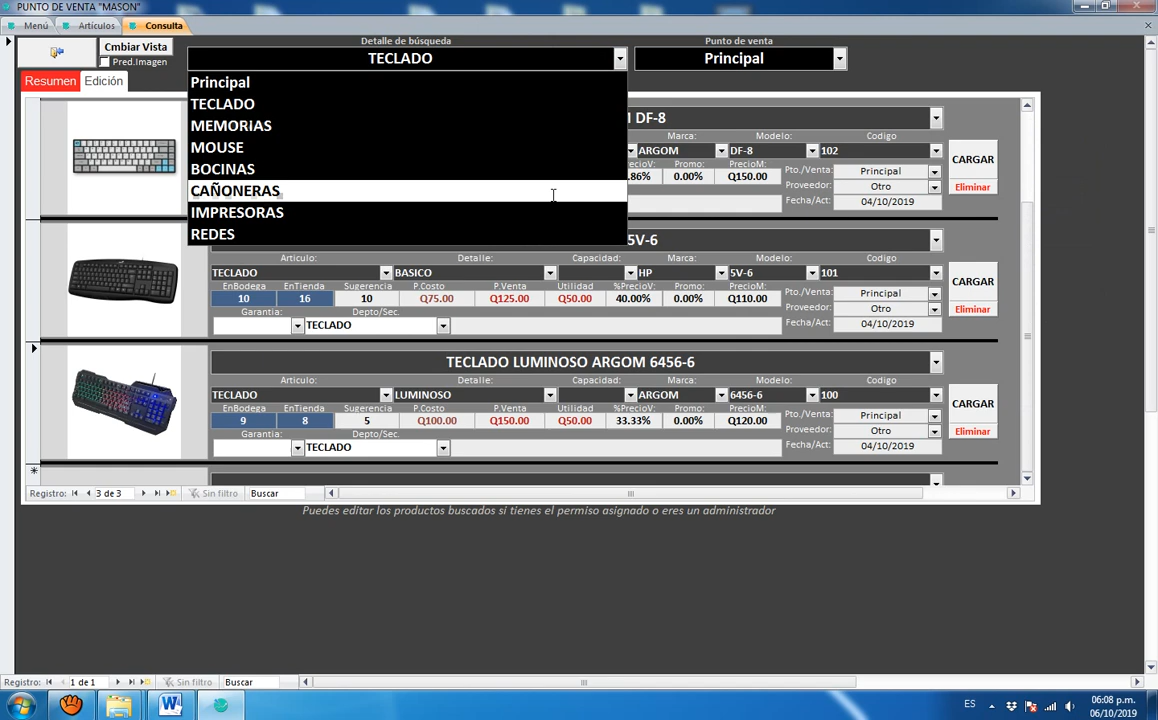 PUNTO DE VENTA "MASON"
Menú
Artículos
Consulta
Cmbiar Vista
Pred.Imagen
Detalle de búsqueda
TECLADO
Punto de venta
Principal
Resumen
Edición
Principal
TECLADO
MEMORIAS
MOUSE
BOCINAS
CAÑONERAS
IMPRESORAS
REDES
DF-8
Marca: Modelo: Codigo
ARGOM DF-8 102
Promo: PrecioM:
.86% 0.00% Q150.00
Pto./Venta: Principal
Proveedor: Otro
Fecha/Act: 04/10/2019
CARGAR
Eliminar
5V-6
Articulo: Detalle: Capacidad: Marca: Modelo: Codigo
TECLADO BASICO HP 5V-6 101
EnBodega EnTienda Sugerencia P.Costo P.Venta Utilidad %PrecioV: Promo: PrecioM:
10 16 10 Q75.00 Q125.00 Q50.00 40.00% 0.00% Q110.00
Garantia: Depto/Sec.
TECLADO
Pto./Venta: Principal
Proveedor: Otro
Fecha/Act: 04/10/2019
CARGAR
Eliminar
TECLADO LUMINOSO ARGOM 6456-6
Articulo: Detalle: Capacidad: Marca: Modelo: Codigo
TECLADO LUMINOSO ARGOM 6456-6 100
EnBodega EnTienda Sugerencia P.Costo P.Venta Utilidad %PrecioV: Promo: PrecioM:
9 8 5 Q100.00 Q150.00 Q50.00 33.33% 0.00% Q120.00
Garantia: Depto/Sec.
TECLADO
Pto./Venta: Principal
Proveedor: Otro
Fecha/Act: 04/10/2019
CARGAR
Eliminar
Registro: 3 de 3 Sin filtro Buscar
Puedes editar los productos buscados si tienes el permiso asignado o eres un administrador
Registro: 1 de 1 Sin filtro Buscar
ES
06:08 p.m.
06/10/2019